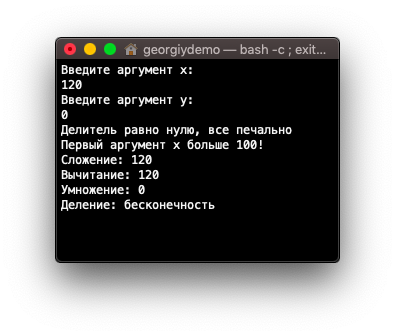 georgiydemo — bash -c ; exit...
Введите аргумент x:
120
Введите аргумент y:
0
Делитель равно нулю, все печально
Первый аргумент x больше 100!
Сложение: 120
Вычитание: 120
Умножение: 0
Деление: бесконечность